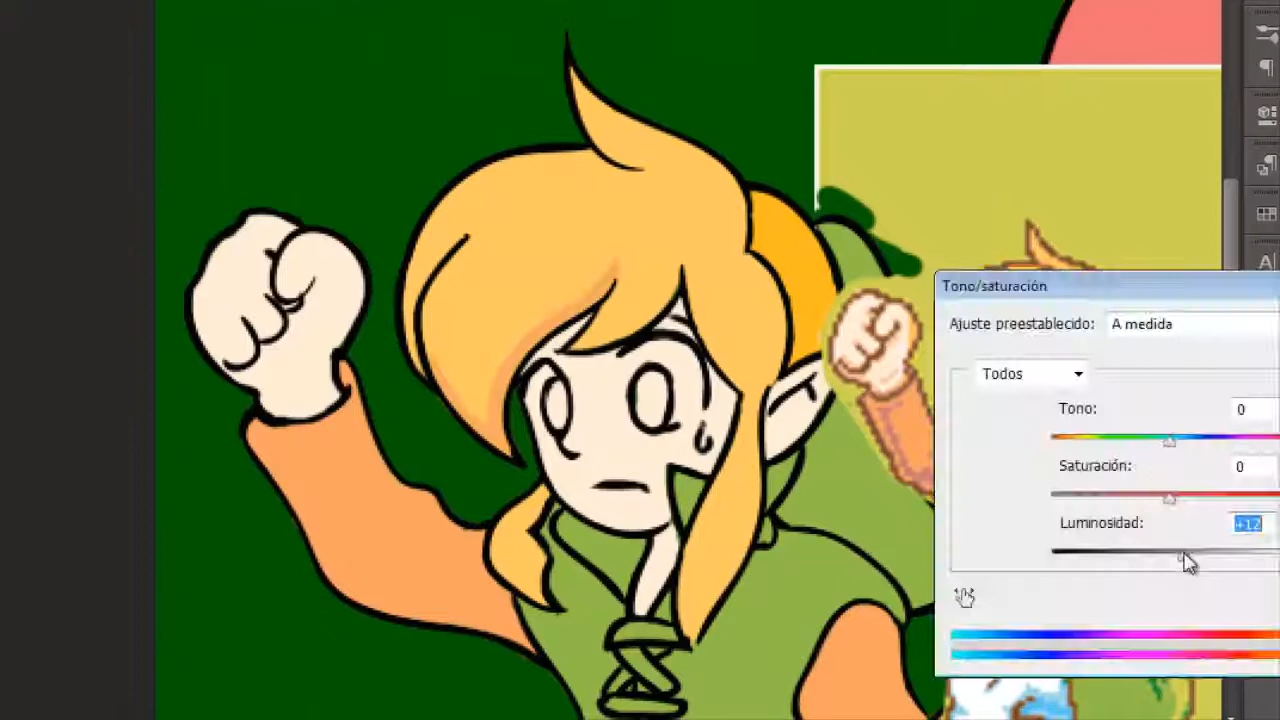 Tono/saturación
Ajuste preestablecido: A medida
Todos
Tono: 0
Saturación: 0
Luminosidad: +12
A